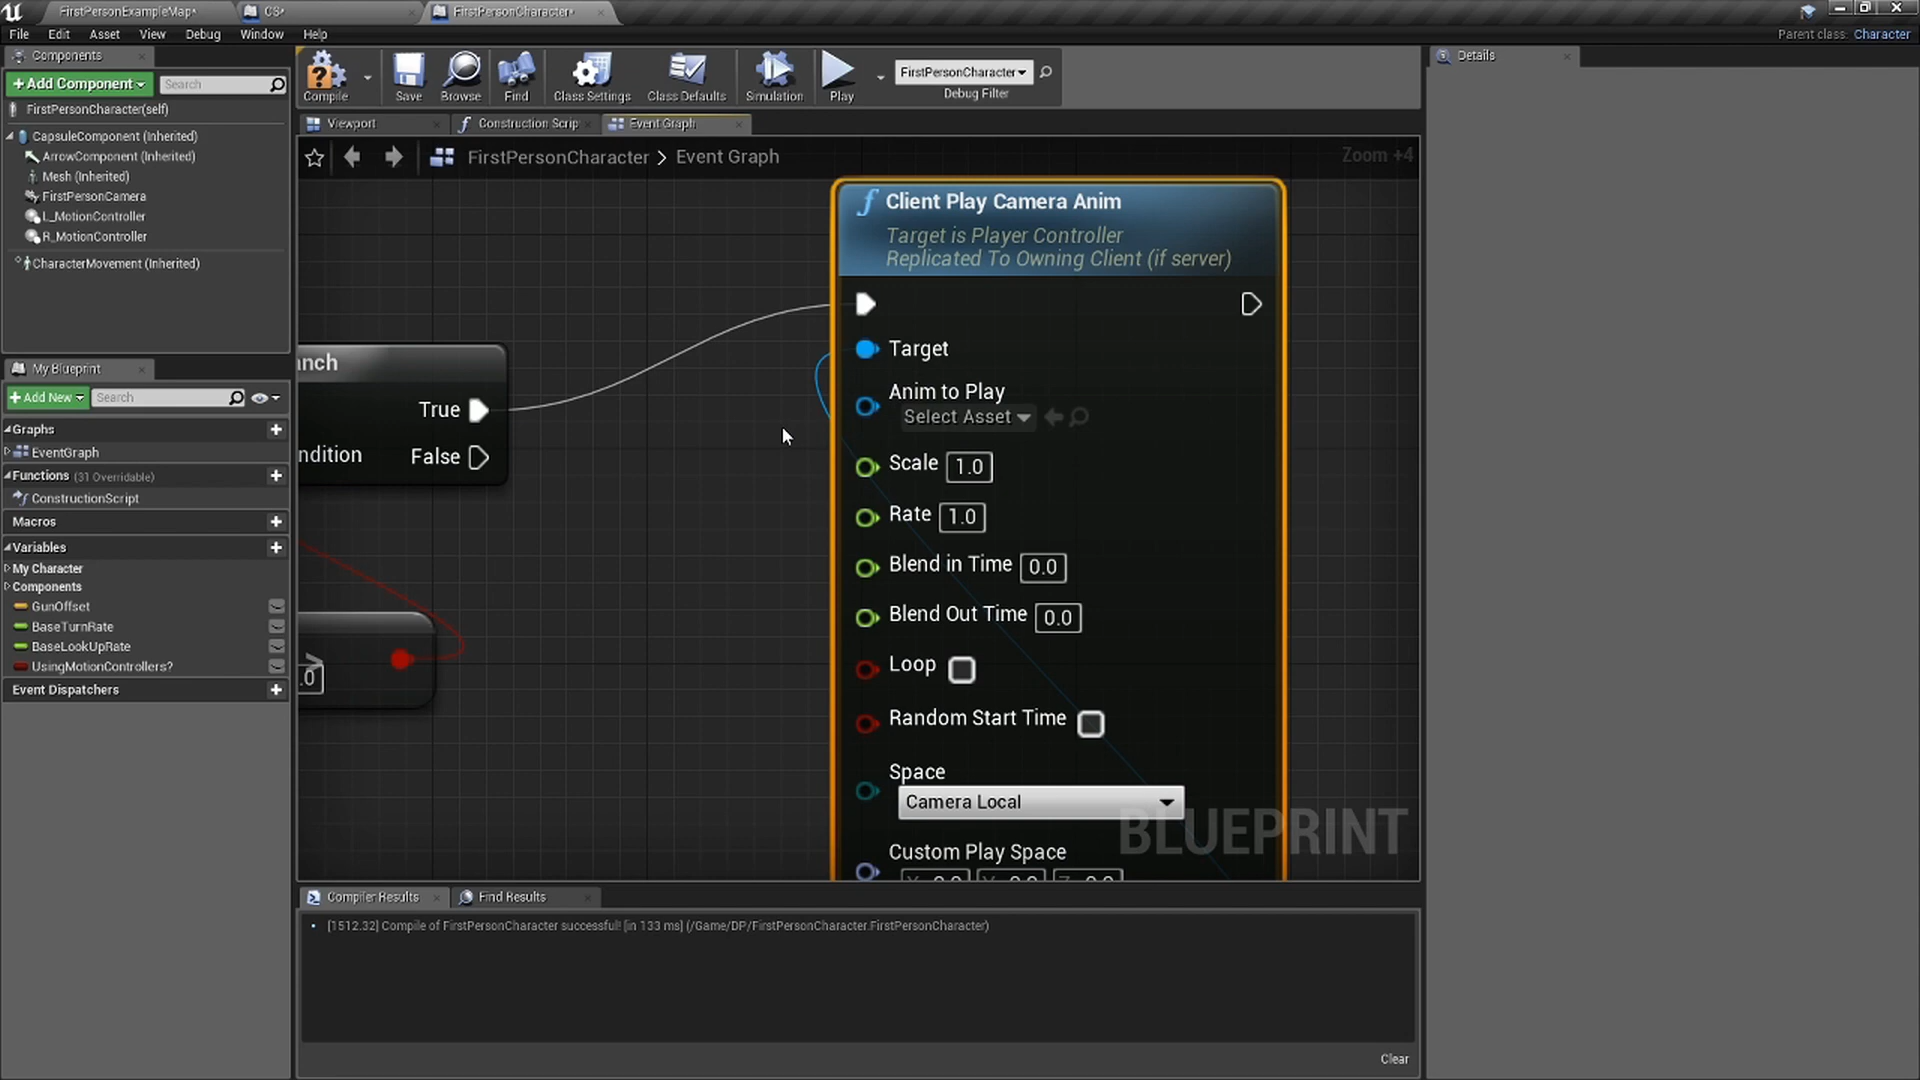 FirstPersonExampleMap*
CS*
FirstPersonCharacter*
File Edit Asset View Debug Window Help
Parent class: Character
Components
+Add Component
Search
FirstPersonCharacter(self)
CapsuleComponent (Inherited)
ArrowComponent (Inherited)
Mesh (Inherited)
FirstPersonCamera
L_MotionController
R_MotionController
CharacterMovement (Inherited)
My Blueprint
+Add New
Search
Graphs
EventGraph
Functions (31 Overridable)
ConstructionScript
Macros
Variables
My Character
Components
GunOffset
BaseTurnRate
BaseLookUpRate
UsingMotionControllers?
Event Dispatchers
Compile
Save
Browse
Find
Class Settings
Class Defaults
Simulation
Play
FirstPersonCharacter
Debug Filter
Viewport
Construction Scrip
Event Graph
FirstPersonCharacter > Event Graph
Zoom +4
anch
True
ndition
False
>
.0
Client Play Camera Anim
Target is Player Controller
Replicated To Owning Client (if server)
Target
Anim to Play
Select Asset
Scale 1.0
Rate 1.0
Blend in Time 0.0
Blend Out Time 0.0
Loop
Random Start Time
Space
Camera Local
Custom Play Space
BLUEPRINT
Compiler Results
Find Results
[1512.32] Compile of FirstPersonCharacter successful! [in 133 ms] (/Game/DP/FirstPersonCharacter.FirstPersonCharacter)
Clear
Details